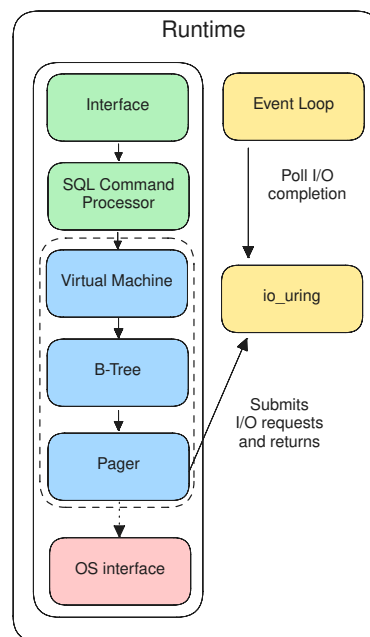 Runtime
Interface
SQL Command
Processor
Virtual Machine
B-Tree
Pager
OS interface
Event Loop
Poll I/O
completion
io_uring
Submits
I/O requests
and returns